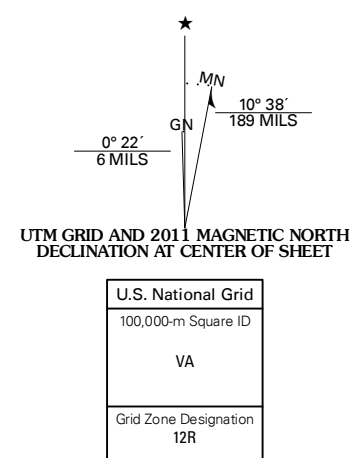 ★
MN
10° 38´
189 MILS
GN
0° 22´
6 MILS
UTM GRID AND 2011 MAGNETIC NORTH
DECLINATION AT CENTER OF SHEET
U.S. National Grid
100,000-m Square ID
VA
Grid Zone Designation
12R